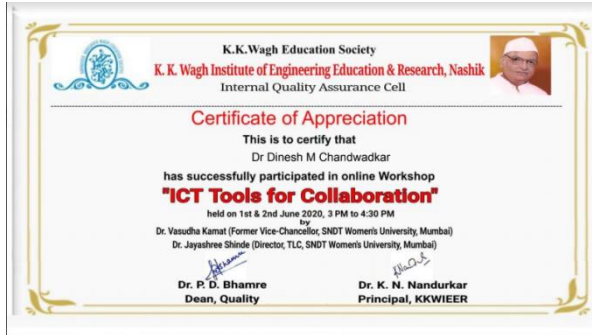 K.K.Wagh Education Society
K. K. Wagh Institute of Engineering Education & Research, Nashik
Internal Quality Assurance Cell
Certificate of Appreciation
This is to certify that
Dr Dinesh M Chandwadkar
has successfully participated in online Workshop
"ICT Tools for Collaboration"
held on 1st & 2nd June 2020, 3 PM to 4:30 PM
by
Dr. Vasudha Kamat (Former Vice-Chancellor, SNDT Women's University, Mumbai)
Dr. Jayashree Shinde (Director, TLC, SNDT Women's University, Mumbai)
Dr. P. D. Bhamre
Dr. K. N. Nandurkar
Dean, Quality
Principal, KKWIEER